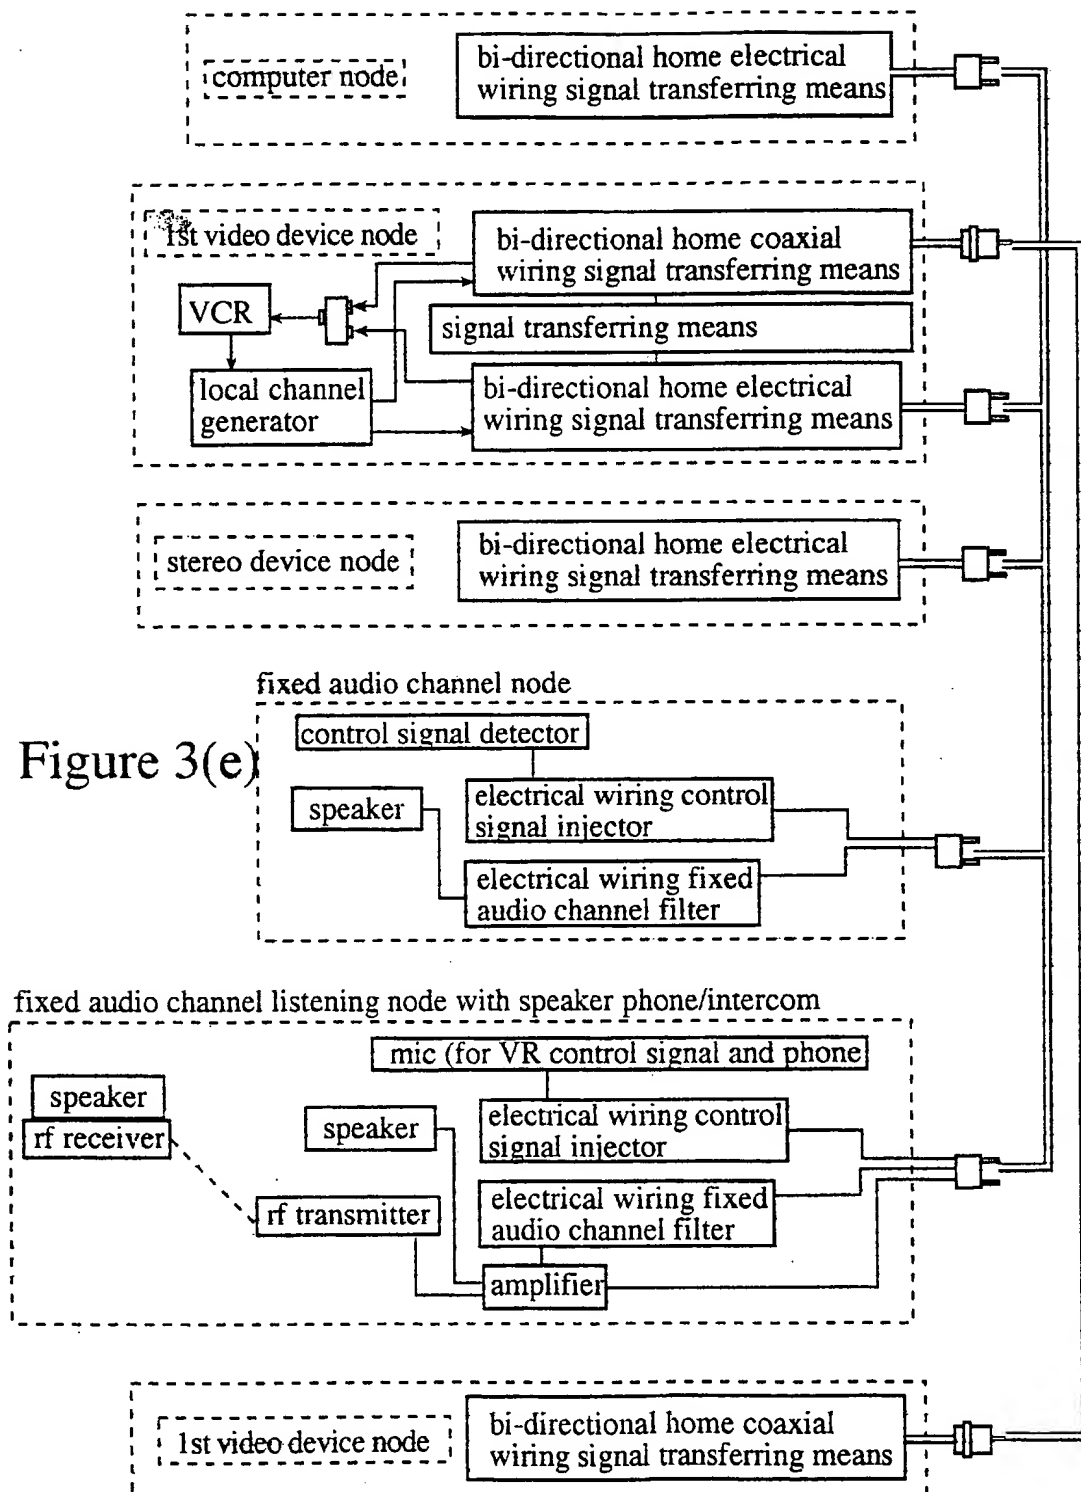 computer node
bi-directional home electrical
wiring signal transferring means
1st video device node
bi-directional home coaxial
wiring signal transferring means
VCR
signal transferring means
local channel
generator
bi-directional home electrical
wiring signal transferring means
stereo device node
bi-directional home electrical
wiring signal transferring means
fixed audio channel node
control signal detector
Figure 3(e)
speaker
electrical wiring control
signal injector
electrical wiring fixed
audio channel filter
fixed audio channel listening node with speaker phone/intercom
mic (for VR control signal and phone
speaker
rf receiver
speaker
electrical wiring control
signal injector
rf transmitter
electrical wiring fixed
audio channel filter
amplifier
1st video device node
bi-directional home coaxial
wiring signal transferring means